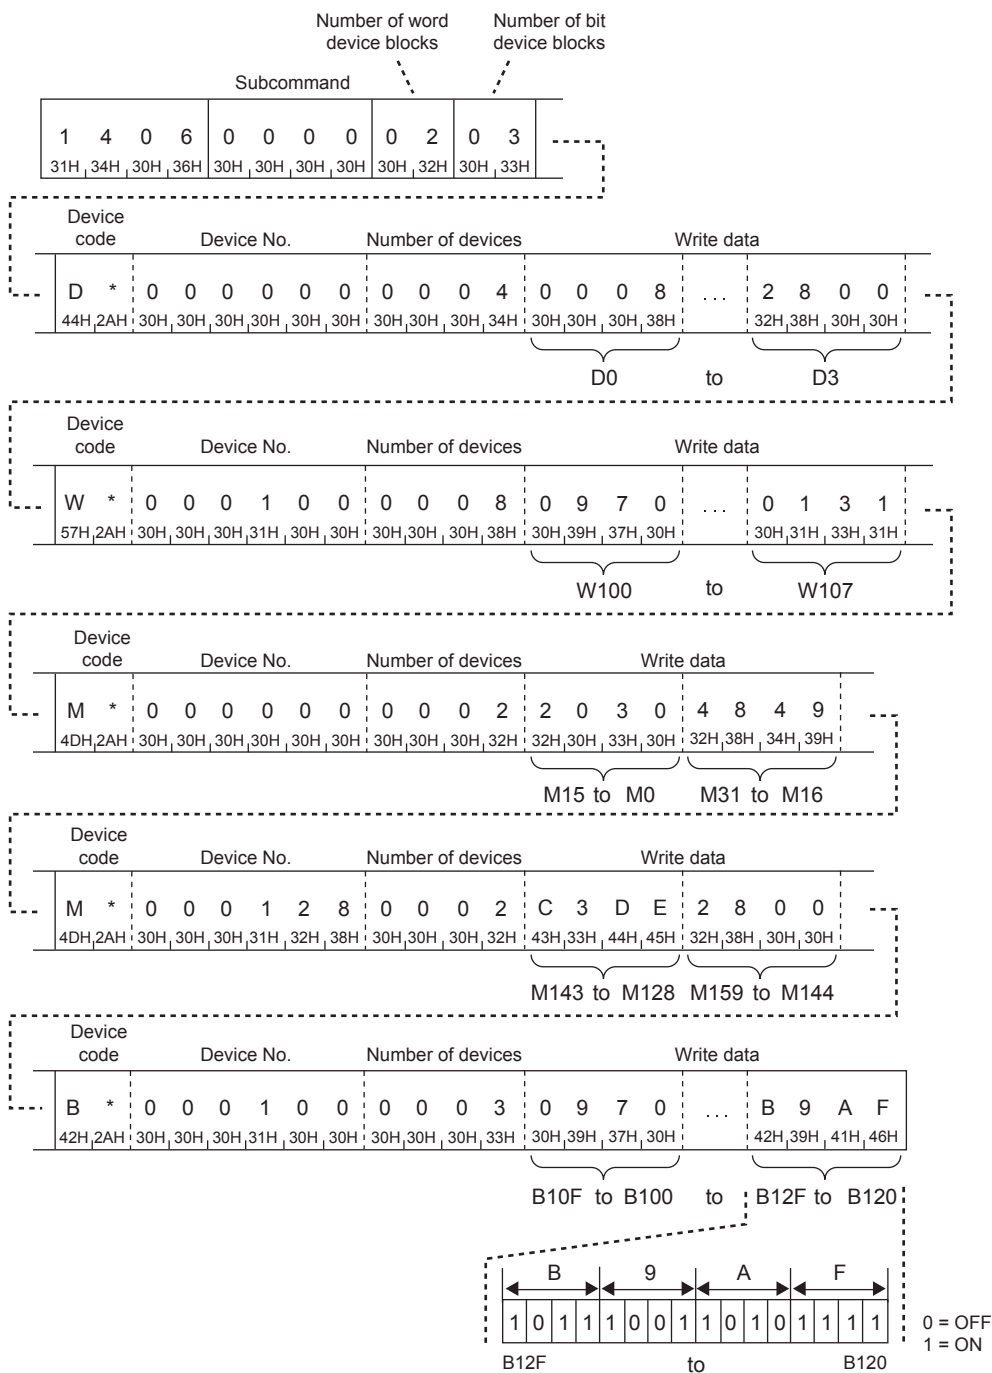 Number of word Number of bit
device blocks device blocks
Subcommand
1 4 0 6 0 0 0 0 0 2 0 3
31H 34H 30H 36H 30H 30H 30H 30H 30H 32H 30H 33H
Device
code Device No. Number of devices Write data
D * 0 0 0 0 0 0 0 0 0 4 0 0 0 8 ... 2 8 0 0
44H 2AH 30H 30H 30H 30H 30H 30H 30H 30H 30H 34H 30H 30H 30H 38H 32H 38H 30H 30H
D0 to D3
Device
code Device No. Number of devices Write data
W * 0 0 0 1 0 0 0 0 0 8 0 9 7 0 ... 0 1 3 1
57H 2AH 30H 30H 30H 31H 30H 30H 30H 30H 30H 38H 30H 39H 37H 30H 30H 31H 33H 31H
W100 to W107
Device
code Device No. Number of devices Write data
M * 0 0 0 0 0 0 0 0 0 2 2 0 3 0 4 8 4 9
4DH 2AH 30H 30H 30H 30H 30H 30H 30H 30H 30H 32H 32H 30H 33H 30H 32H 38H 34H 39H
M15 to M0 M31 to M16
Device
code Device No. Number of devices Write data
M * 0 0 0 1 2 8 0 0 0 2 C 3 D E 2 8 0 0
4DH 2AH 30H 30H 30H 31H 32H 38H 30H 30H 30H 32H 43H 33H 44H 45H 32H 38H 30H 30H
M143 to M128 M159 to M144
Device
code Device No. Number of devices Write data
B * 0 0 0 1 0 0 0 0 0 3 0 9 7 0 ... B 9 A F
42H 2AH 30H 30H 30H 31H 30H 30H 30H 30H 30H 33H 30H 39H 37H 30H 42H 39H 41H 46H
B10F to B100 to B12F to B120
B 9 A F
1 0 1 1 1 0 0 1 1 0 1 0 1 1 1 1 0 = OFF
1 = ON
B12F to B120